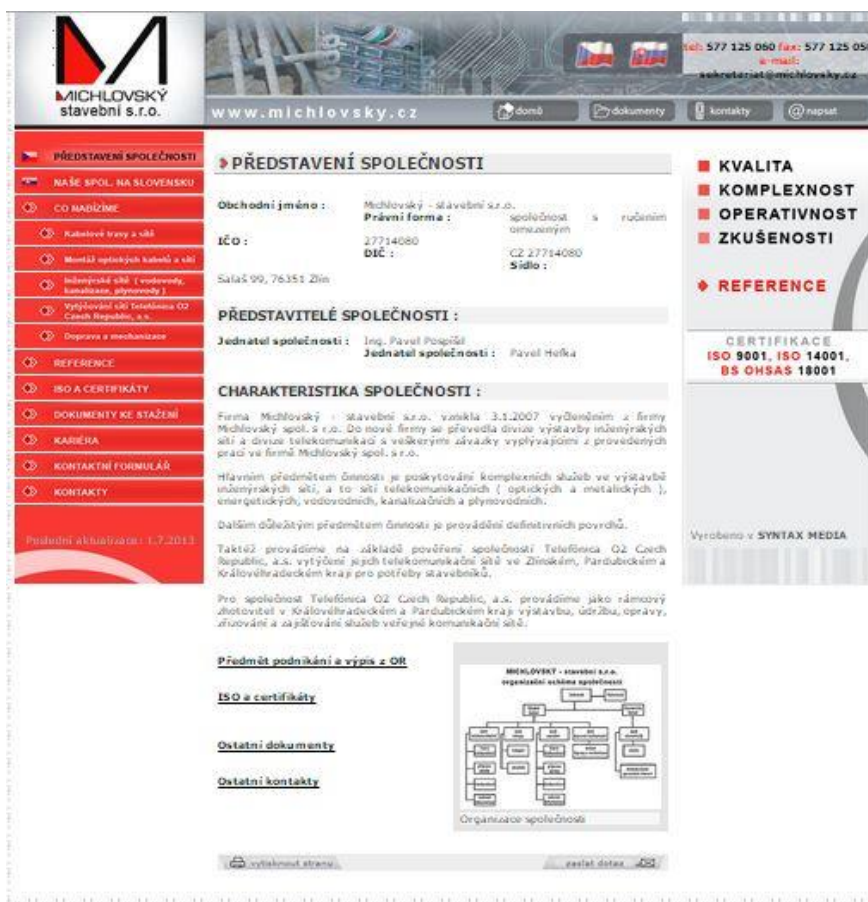 MICHLOVSKÝ
stavební s.r.o.
tel: 577 125 060 fax: 577 125 05
e-mail:
sekretariat@michlovsky.cz
www.michlovsky.cz
domů
dokumenty
kontakty
@ napsat
PŘEDSTAVENÍ SPOLEČNOSTI
NAŠE SPOL. NA SLOVENSKU
CO NABÍZÍME
Kabelové trasy a sítě
Montáž optických kabelů a sítí
Inženýrské sítě ( vodovody,
kanalizace, plynovody )
Vytyčování sítí Telefónica O2
Czech Republic, a.s.
Doprava a mechanizace
REFERENCE
ISO A CERTIFIKÁTY
DOKUMENTY KE STAŽENÍ
KARIÉRA
KONTAKTNÍ FORMULÁŘ
KONTAKTY
Poslední aktualizace: 1.7.2013
PŘEDSTAVENÍ SPOLEČNOSTI
Obchodní jméno : Michlovský - stavební s.r.o.
Právní forma : společnost s ručením
omezeným
IČO : 27714080
DIČ : CZ 27714080
Sídlo :
Salaš 99, 76351 Zlín
PŘEDSTAVITELÉ SPOLEČNOSTI :
Jednatel společnosti : Ing. Pavel Pospíšil
Jednatel společnosti : Pavel Hefka
CHARAKTERISTIKA SPOLEČNOSTI :
Firma Michlovský - stavební s.r.o. vznikla 3.1.2007 vyčleněním z firmy
Michlovský spol. s r.o. Do nové firmy se převedla divize výstavby inženýrských
sítí a divize telekomunikací s veškerými závazky vyplývajícími z provedených
prací ve firmě Michlovský spol. s r.o.
Hlavním předmětem činnosti je poskytování komplexních služeb ve výstavbě
inženýrských sítí, a to sítí telekomunikačních ( optických a metalických ),
energetických, vodovodních, kanalizačních a plynovodních.
Dalším důležitým předmětem činnosti je provádění definitivních povrchů.
Taktéž provádíme na základě pověření společností Telefónica O2 Czech
Republic, a.s. vytýčení jejich telekomunikační sítě ve Zlínském, Pardubickém a
Královéhradeckém kraji pro potřeby stavebníků.
Pro společnost Telefónica O2 Czech Republic, a.s. provádíme jako rámcový
zhotovitel v Královéhradeckém a Pardubickém kraji výstavbu, údržbu, opravy,
zřizování a zajišťování služeb veřejné komunikační sítě.
Předmět podnikání a výpis z OR
ISO a certifikáty
Ostatní dokumenty
Ostatní kontakty
MICHLOVSKÝ - stavební s.r.o.
organizační schéma společnosti
Organizace společnosti
vytisknout stranu
zaslat dotaz
KVALITA
KOMPLEXNOST
OPERATIVNOST
ZKUŠENOSTI
REFERENCE
CERTIFIKACE
ISO 9001, ISO 14001,
BS OHSAS 18001
Vyrobeno v SYNTAX MEDIA